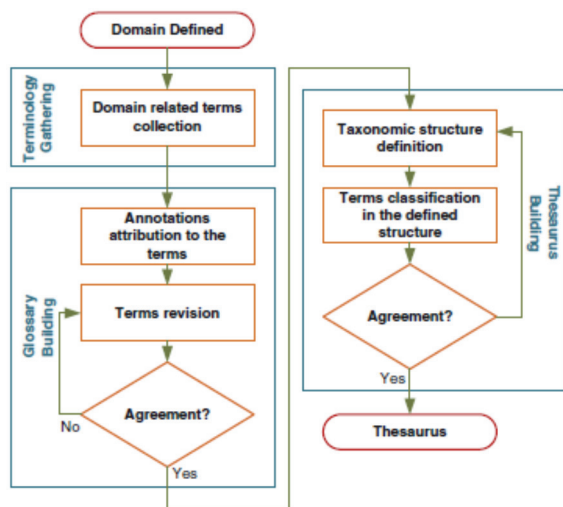 Domain Defined
Terminology
Gathering
Domain related terms
collection
Glossary
Building
Annotations
attribution to the
terms
Terms revision
Agreement?
No
Yes
Thesaurus
Building
Taxonomic structure
definition
Terms classification
in the defined
structure
Agreement?
Yes
Thesaurus